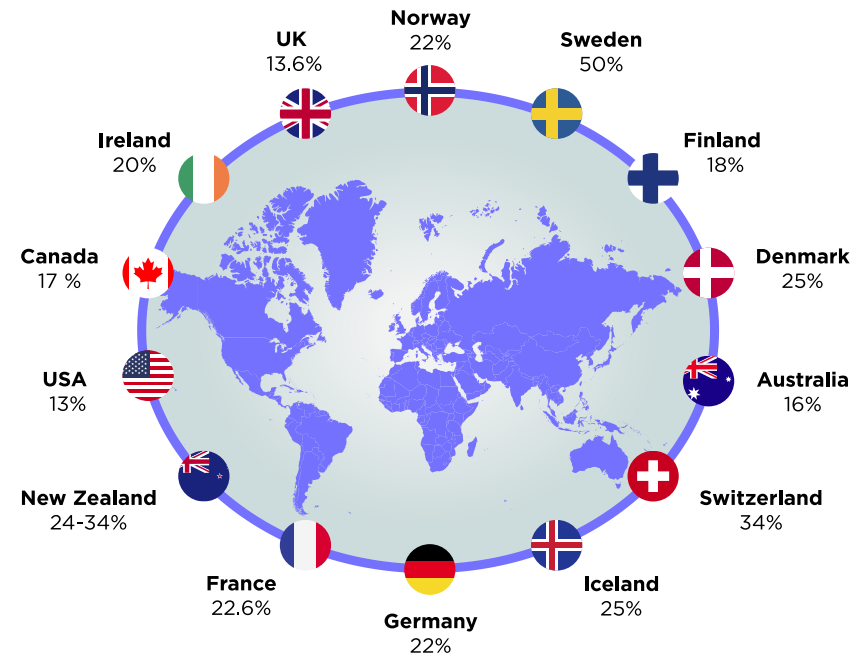 Norway
22%
Sweden
50%
Finland
18%
Denmark
25%
Australia
16%
Switzerland
34%
Iceland
25%
Germany
22%
France
22.6%
New Zealand
24-34%
USA
13%
Canada
17 %
Ireland
20%
UK
13.6%